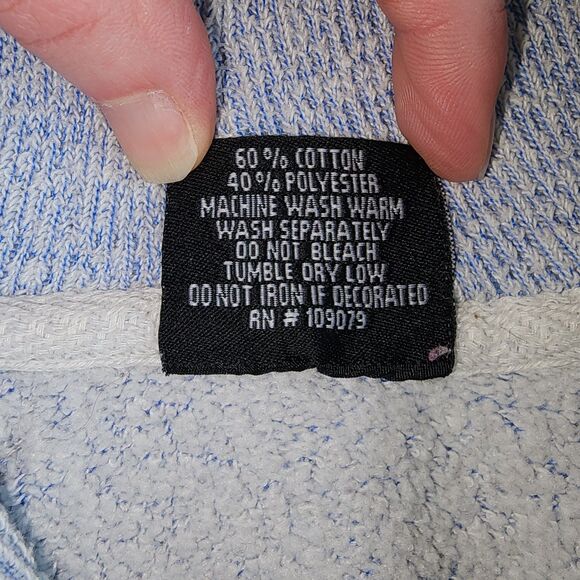 60% COTTON
40% POLYESTER
MACHINE WASH WARM
WASH SEPARATELY
DO NOT BLEACH
TUMBLE DRY LOW
DO NOT IRON IF DECORATED
RN # 109079